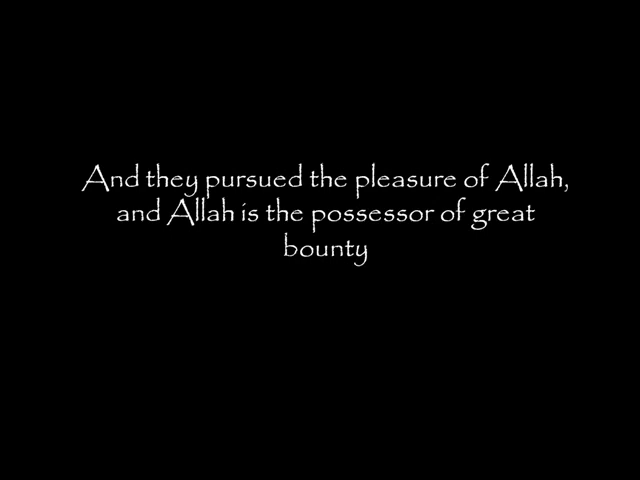 And they pursued the pleasure of Allah,
and Allah is the possessor of great
bounty